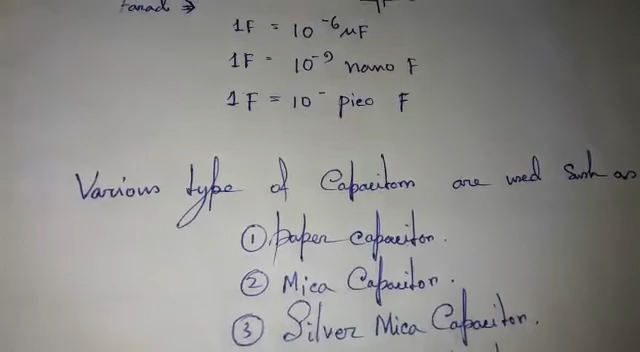 farad →
1F = 10⁻⁶ μF
1F = 10⁻⁹ nano F
1F = 10⁻ pico F
Various type of Capacitors are used Such as
① paper capacitor.
② Mica Capacitor.
③ Silver Mica Capacitor.